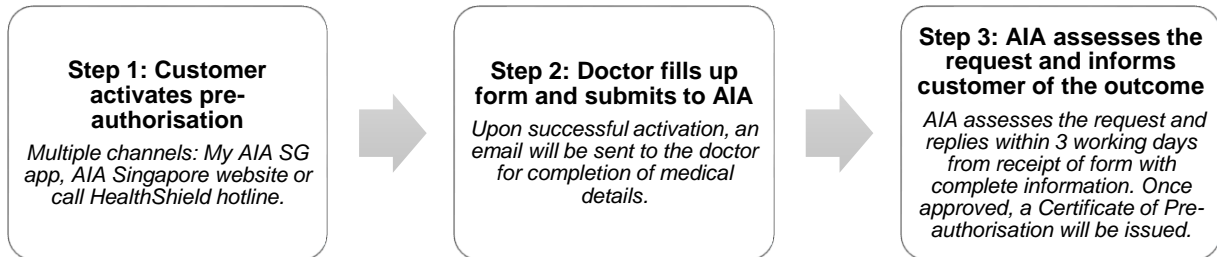 Step 1: Customer
activates pre-
authorisation
Multiple channels: My AIA SG
app, AIA Singapore website or
call HealthShield hotline.
Step 2: Doctor fills up
form and submits to AIA
Upon successful activation, an
email will be sent to the doctor
for completion of medical
details.
Step 3: AIA assesses the
request and informs
customer of the outcome
AIA assesses the request and
replies within 3 working days
from receipt of form with
complete information. Once
approved, a Certificate of Pre-
authorisation will be issued.